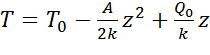 T = T₀ − A/2k z² + Q₀/k z